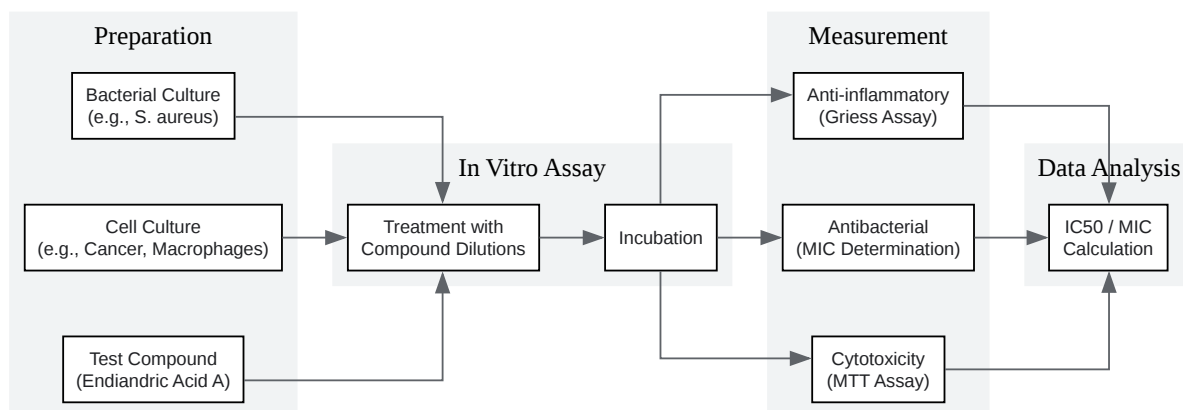 Preparation
Bacterial Culture
(e.g., S. aureus)
Cell Culture
(e.g., Cancer, Macrophages)
Test Compound
(Endiandric Acid A)
In Vitro Assay
Treatment with
Compound Dilutions
Incubation
Measurement
Anti-inflammatory
(Griess Assay)
Antibacterial
(MIC Determination)
Cytotoxicity
(MTT Assay)
Data Analysis
IC50 / MIC
Calculation